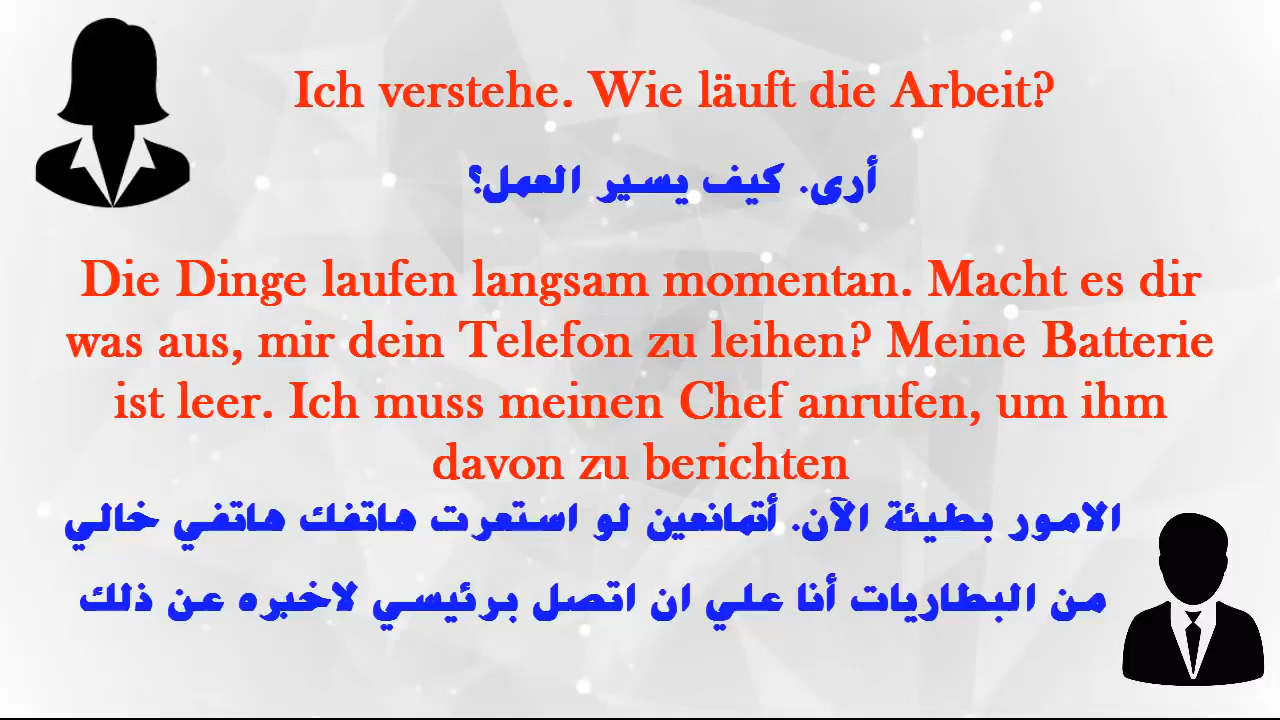 Ich verstehe. Wie läuft die Arbeit?
أرى. كيف يسير العمل؟
Die Dinge laufen langsam momentan. Macht es dir
was aus, mir dein Telefon zu leihen? Meine Batterie
ist leer. Ich muss meinen Chef anrufen, um ihm
davon zu berichten
الامور بطيئة الآن. أتمانعين لو استعرت هاتفك هاتفي خالي
من البطاريات أنا علي ان اتصل برئيسي لاخبره عن ذلك